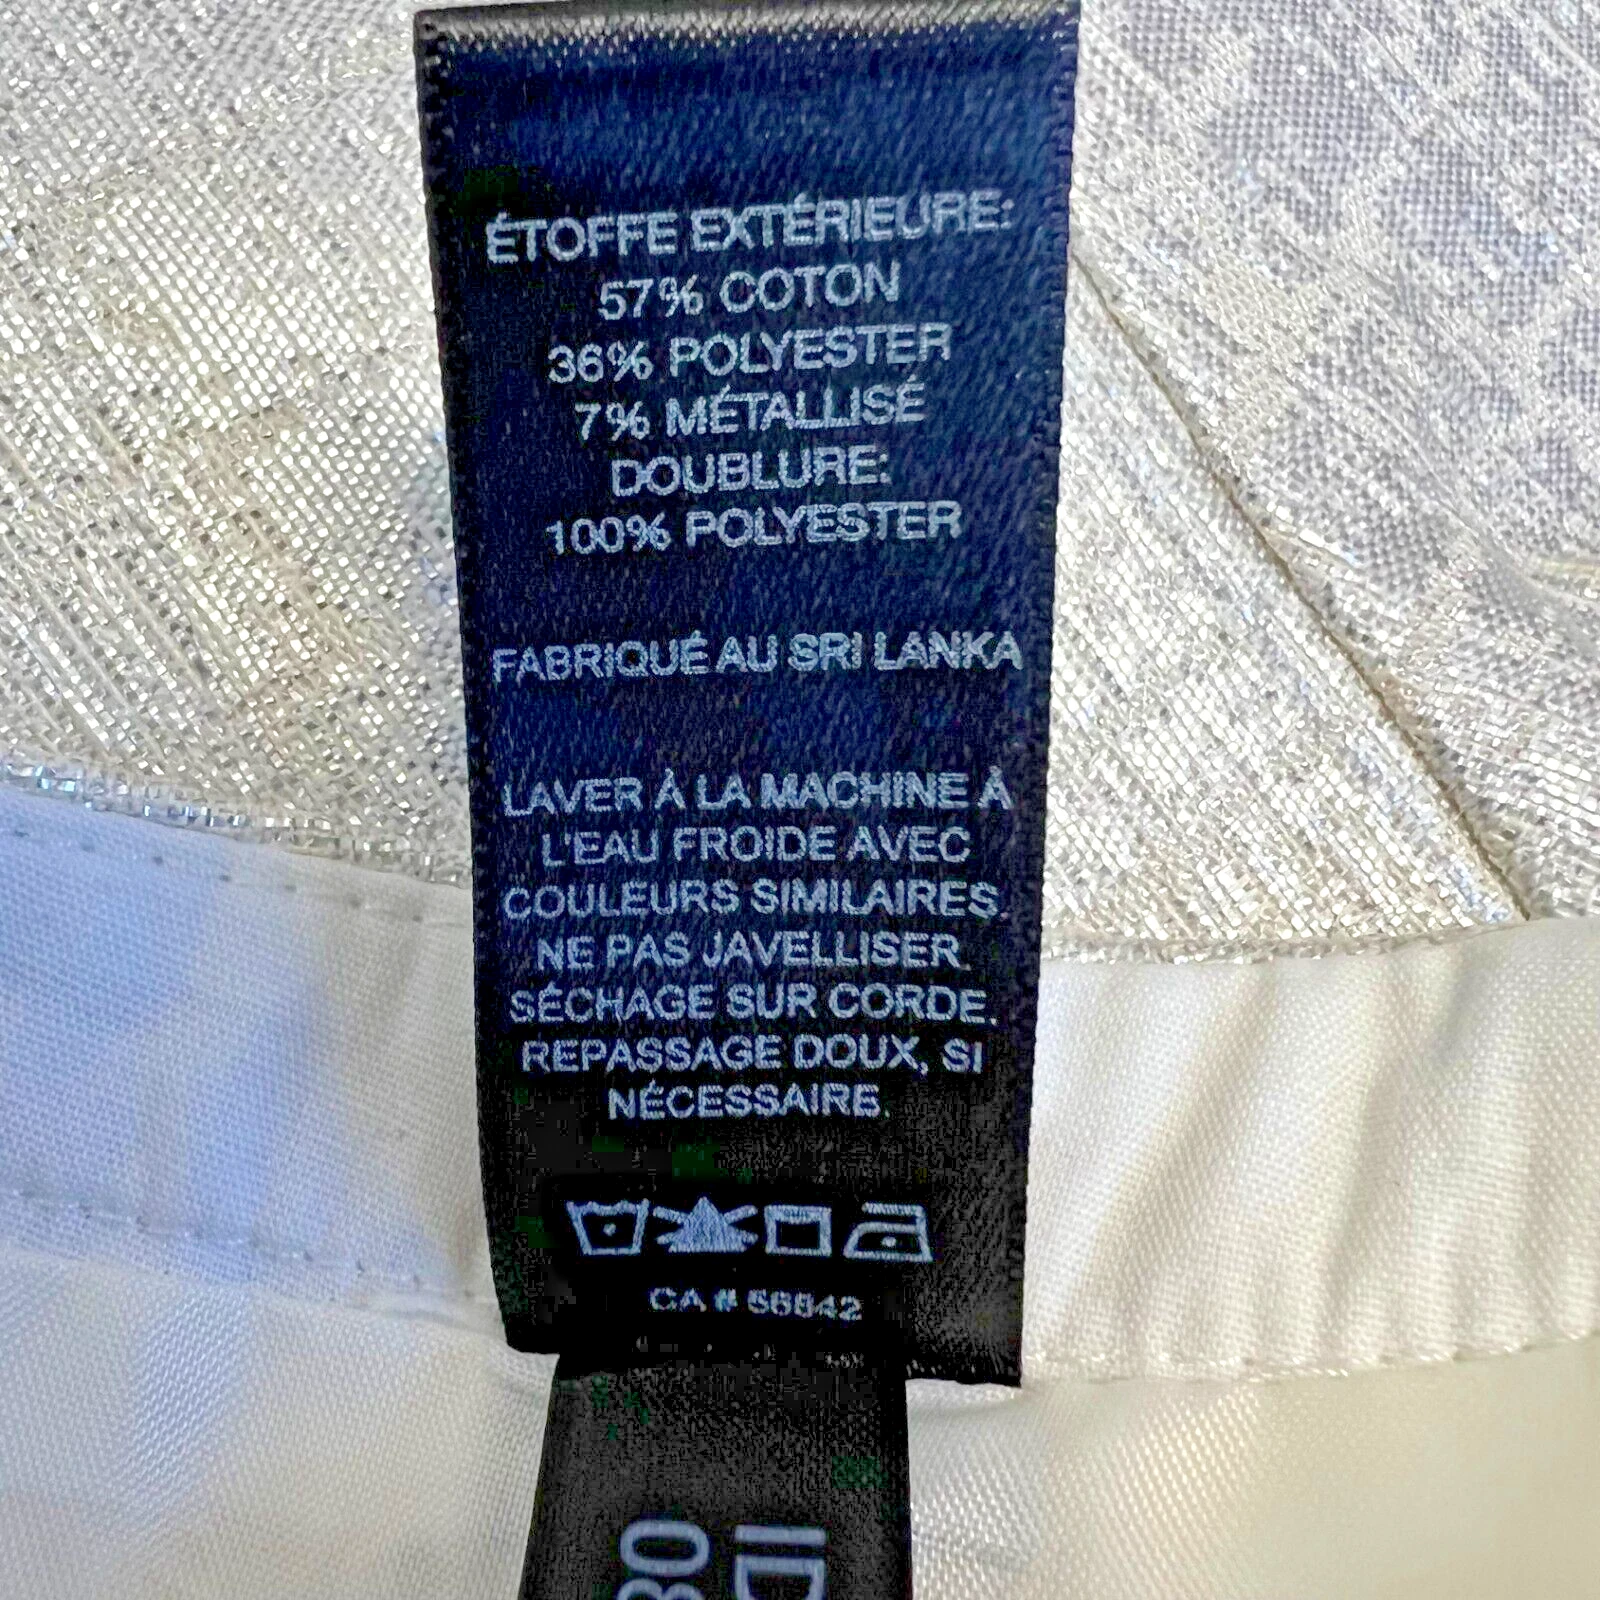 ÉTOFFE EXTÉRIEURE:
57% COTON
36% POLYESTER
7% MÉTALLISÉ
DOUBLURE:
100% POLYESTER
FABRIQUÉ AU SRI LANKA
LAVER À LA MACHINE À
L'EAU FROIDE AVEC
COULEURS SIMILAIRES.
NE PAS JAVELLISER.
SÉCHAGE SUR CORDE.
REPASSAGE DOUX, SI
NÉCESSAIRE.
CA # 56842